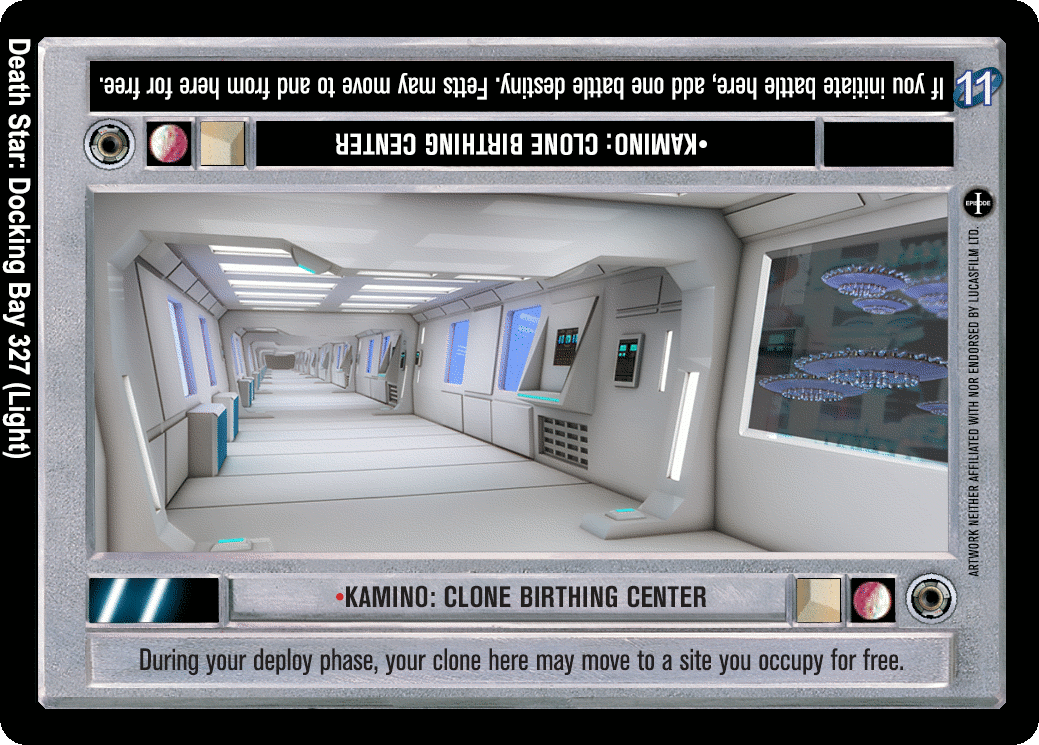 If you initiate battle here, add one battle destiny. Fetts may move to and from here for free.
11
•KAMINO: CLONE BIRTHING CENTER
EPISODE
I
Death Star: Docking Bay 327 (Light)
ARTWORK NEITHER AFFILIATED WITH NOR ENDORSED BY LUCASFILM LTD.
•KAMINO: CLONE BIRTHING CENTER
During your deploy phase, your clone here may move to a site you occupy for free.